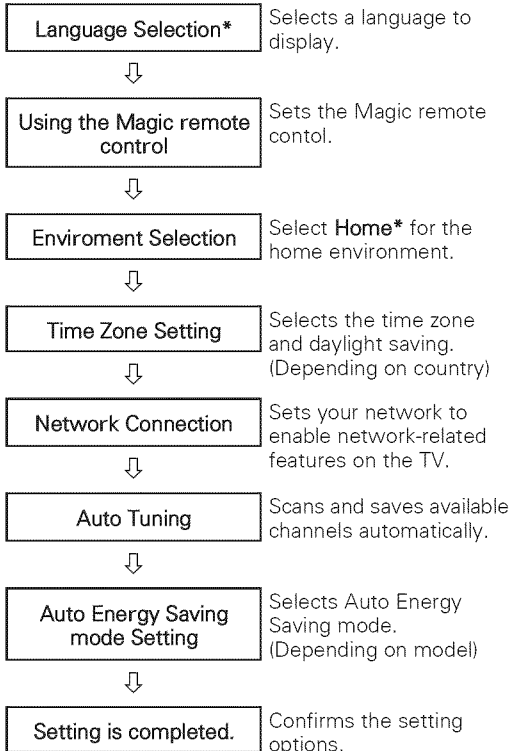 Language Selection*
Selects a language to
display.
Using the Magic remote
control
Sets the Magic remote
contol.
Enviroment Selection
Select Home* for the
home environment.
Time Zone Setting
Selects the time zone
and daylight saving.
(Depending on country)
Network Connection
Sets your network to
enable network-related
features on the TV.
Auto Tuning
Scans and saves available
channels automatically.
Auto Energy Saving
mode Setting
Selects Auto Energy
Saving mode.
(Depending on model)
Setting is completed.
Confirms the setting
options.